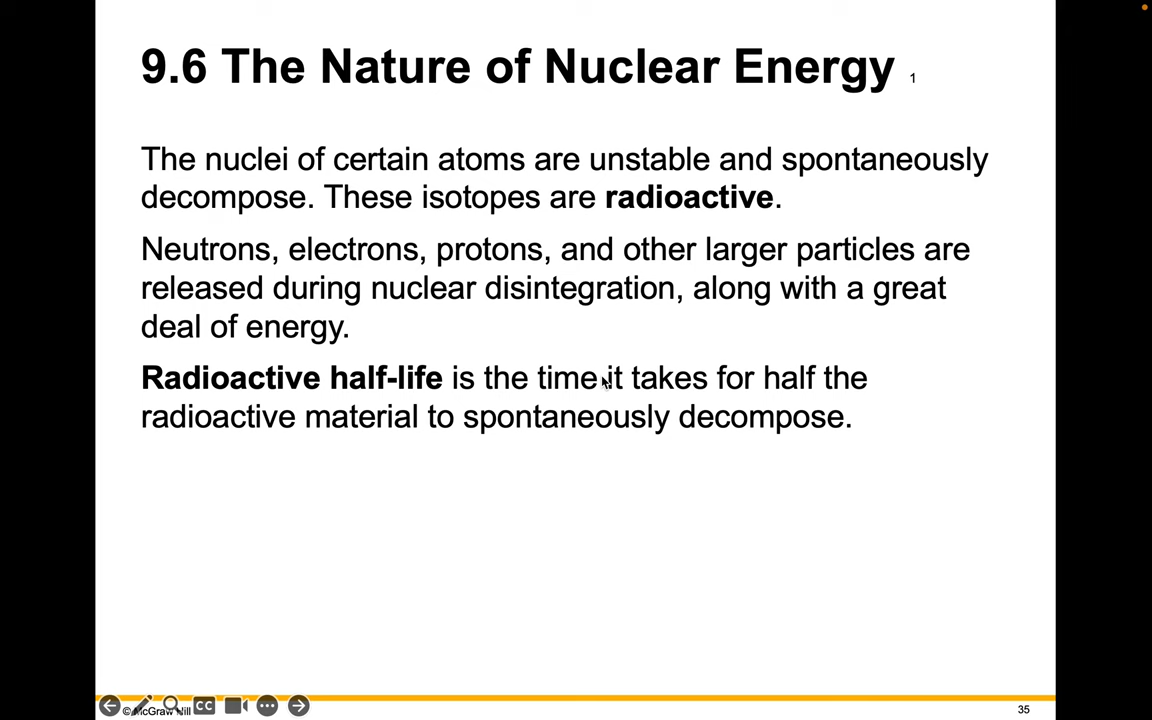 9.6 The Nature of Nuclear Energy 1
The nuclei of certain atoms are unstable and spontaneously
decompose. These isotopes are radioactive.
Neutrons, electrons, protons, and other larger particles are
released during nuclear disintegration, along with a great
deal of energy.
Radioactive half-life is the time it takes for half the
radioactive material to spontaneously decompose.
CC
©McGraw Hill
35